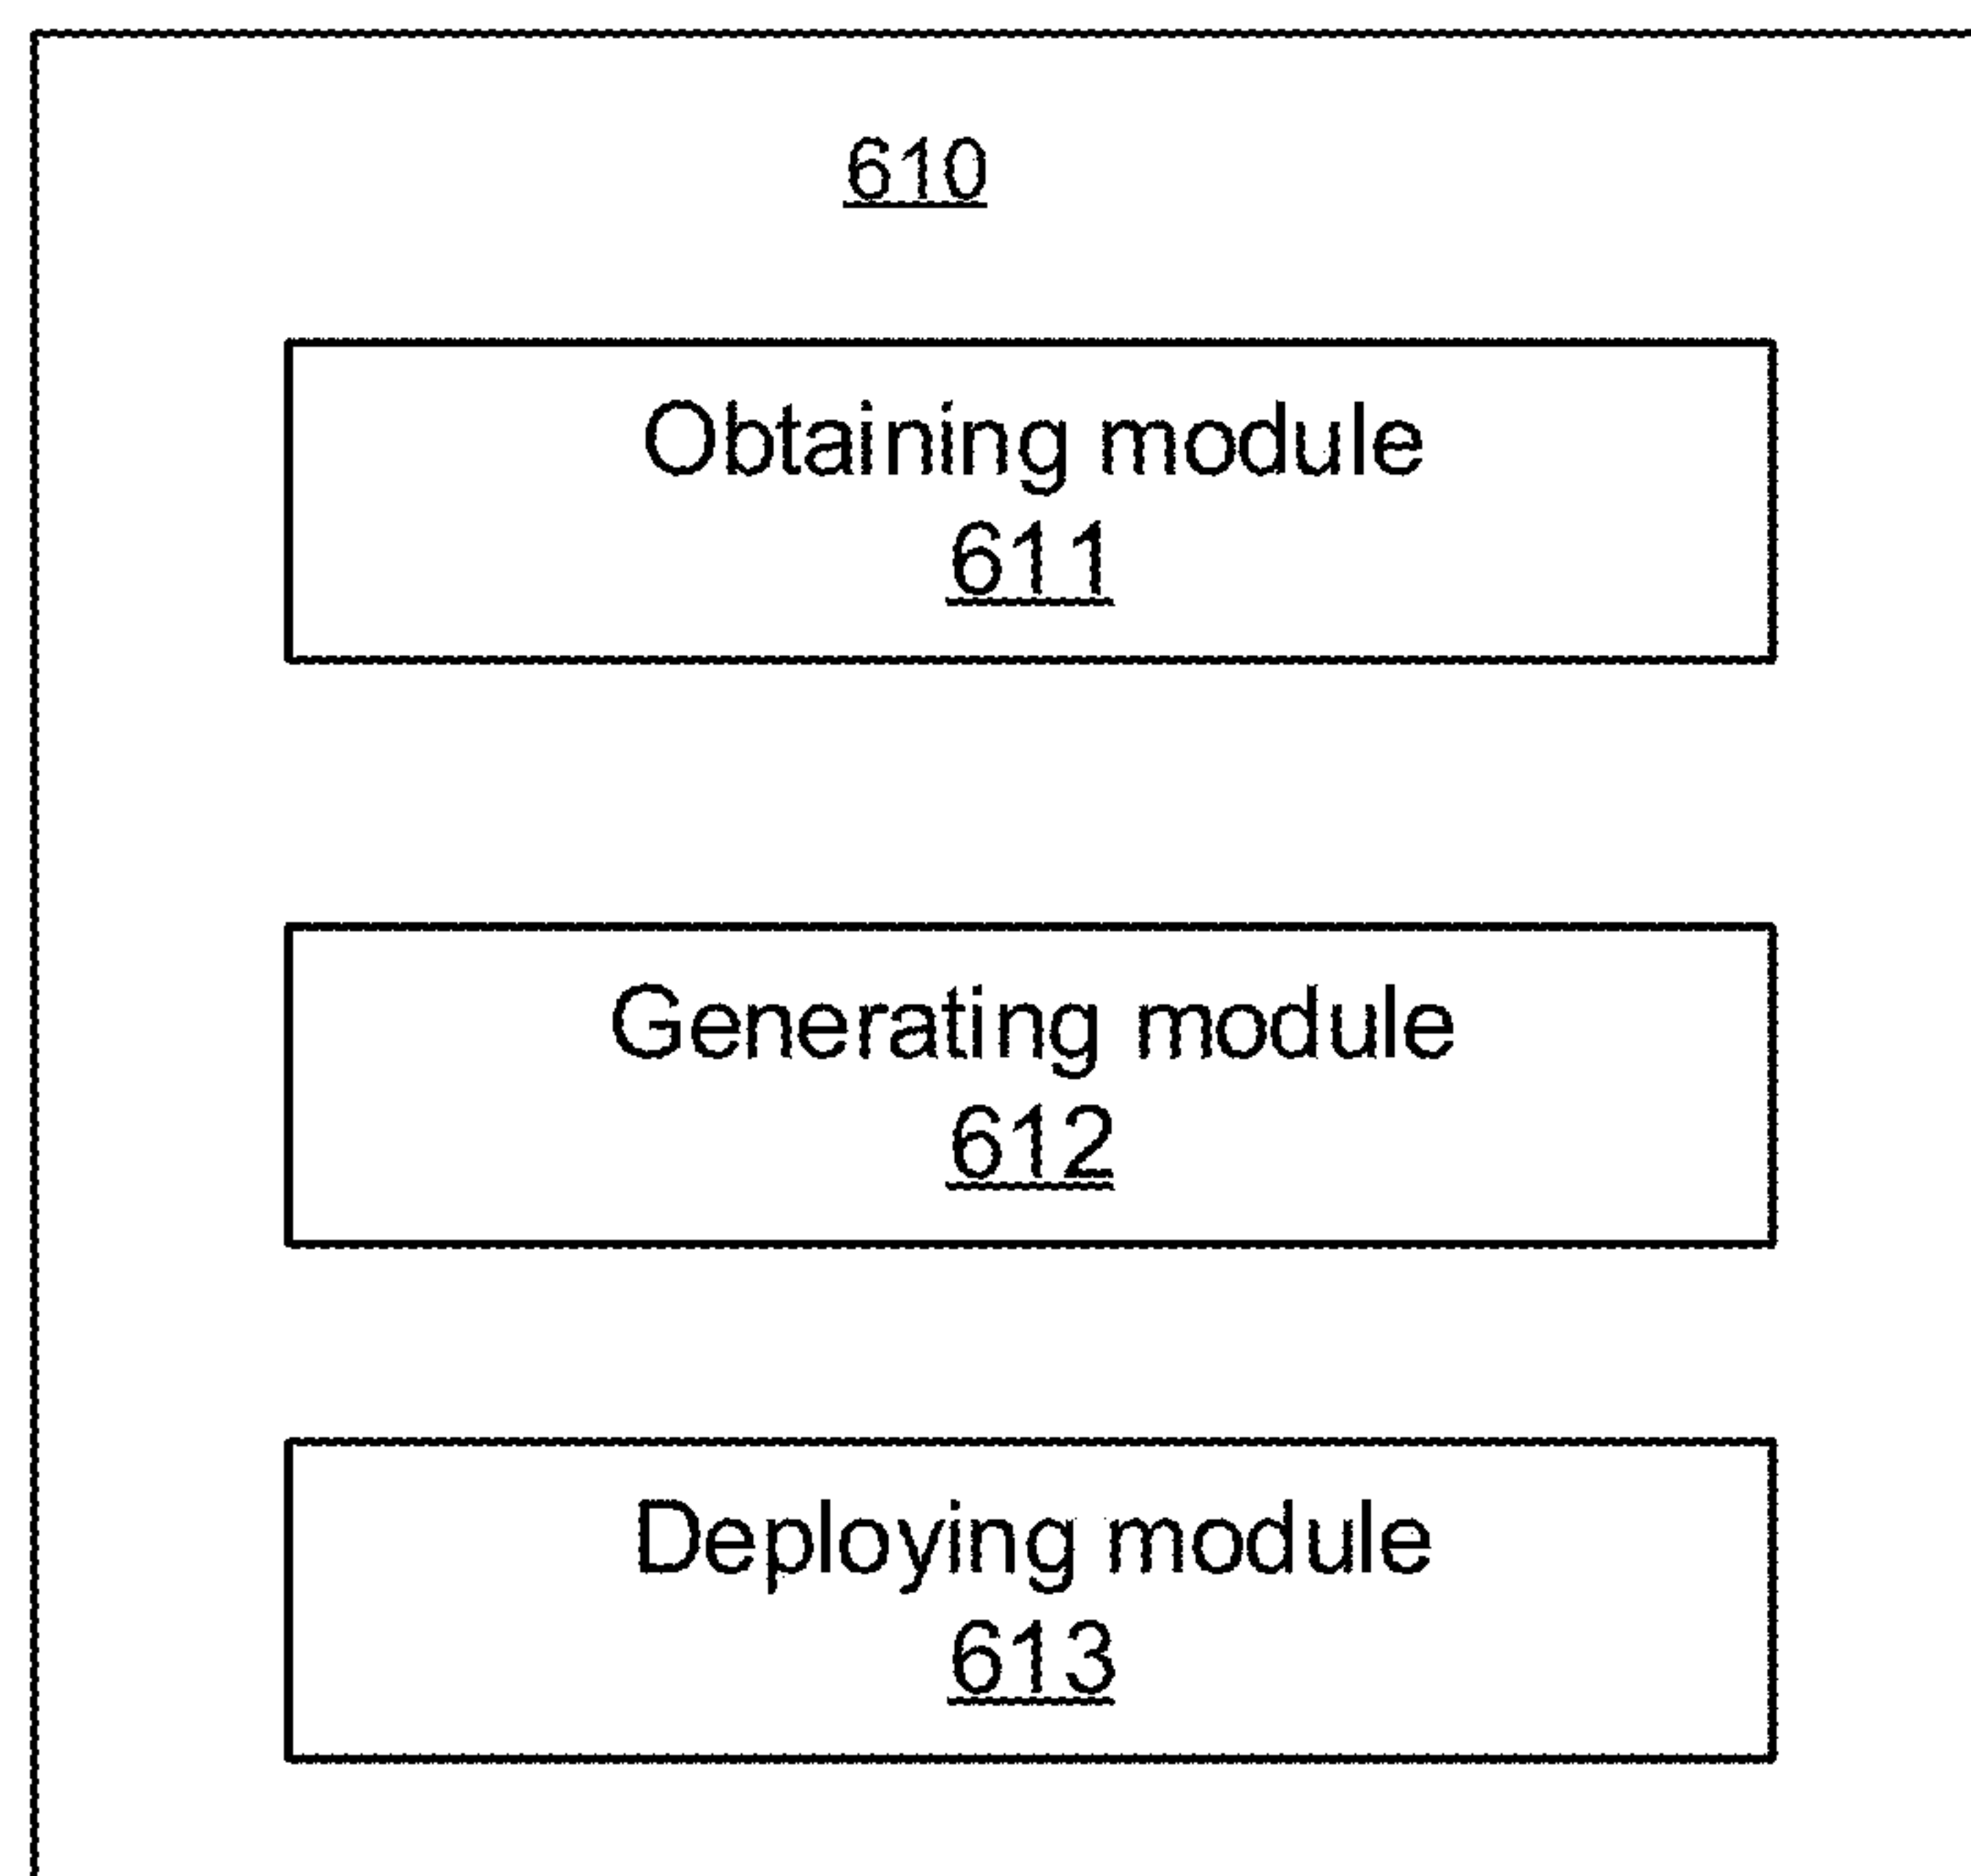 610
Obtaining module
611
Generating module
612
Deploying module
613